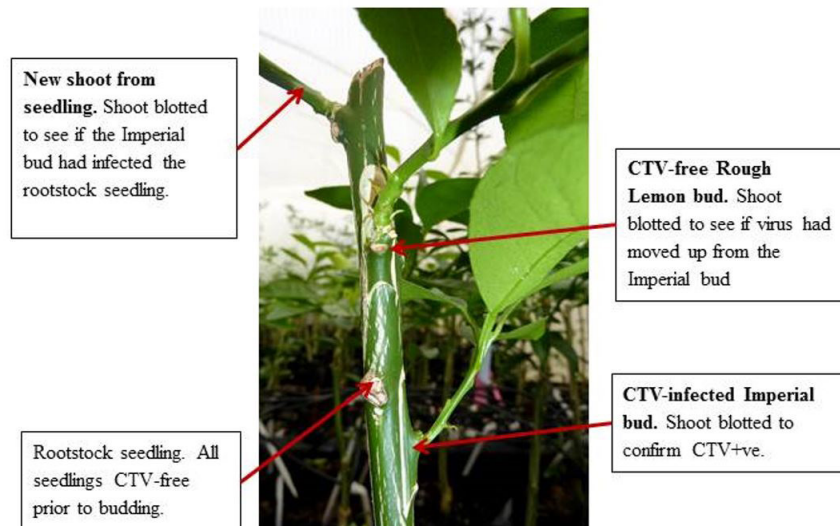 New shoot from
seedling. Shoot blotted
to see if the Imperial
bud had infected the
rootstock seedling.
CTV-free Rough
Lemon bud. Shoot
blotted to see if virus had
moved up from the
Imperial bud
CTV-infected Imperial
bud. Shoot blotted to
confirm CTV+ve.
Rootstock seedling. All
seedlings CTV-free
prior to budding.